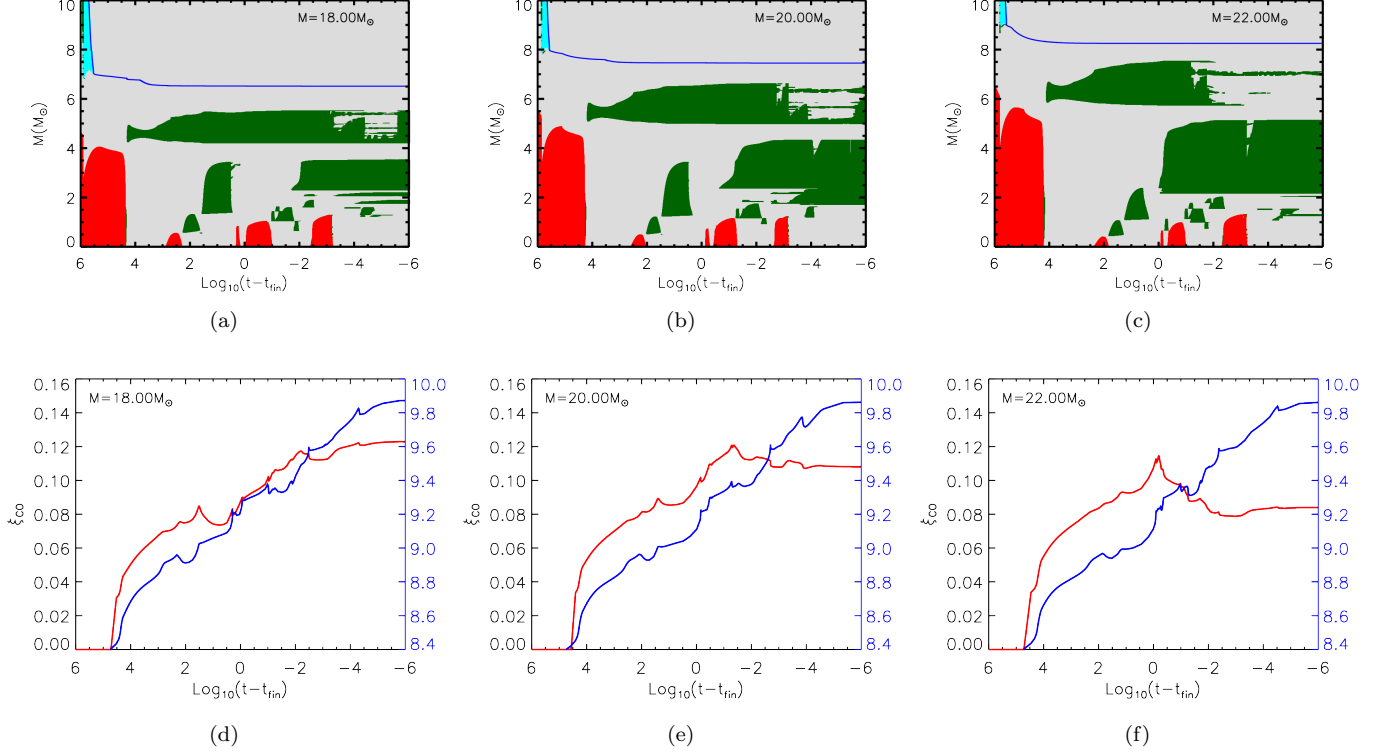 M=18.00M⊙
M=20.00M⊙
M=22.00M⊙
10
8
6
4
2
0
M(M⊙)
6 4 2 0 −2 −4 −6
Log10(t−tfin)
10
8
6
4
2
0
M(M⊙)
6 4 2 0 −2 −4 −6
Log10(t−tfin)
10
8
6
4
2
0
M(M⊙)
6 4 2 0 −2 −4 −6
Log10(t−tfin)
(a)
(b)
(c)
M=18.00M⊙
0.16
0.14
0.12
0.10
0.08
0.06
0.04
0.02
0.00
ξCO
10.0
9.8
9.6
9.4
9.2
9.0
8.8
8.6
8.4
6 4 2 0 −2 −4 −6
Log10(t−tfin)
M=20.00M⊙
0.16
0.14
0.12
0.10
0.08
0.06
0.04
0.02
0.00
ξCO
10.0
9.8
9.6
9.4
9.2
9.0
8.8
8.6
8.4
6 4 2 0 −2 −4 −6
Log10(t−tfin)
M=22.00M⊙
0.16
0.14
0.12
0.10
0.08
0.06
0.04
0.02
0.00
ξCO
10.0
9.8
9.6
9.4
9.2
9.0
8.8
8.6
8.4
6 4 2 0 −2 −4 −6
Log10(t−tfin)
(d)
(e)
(f)